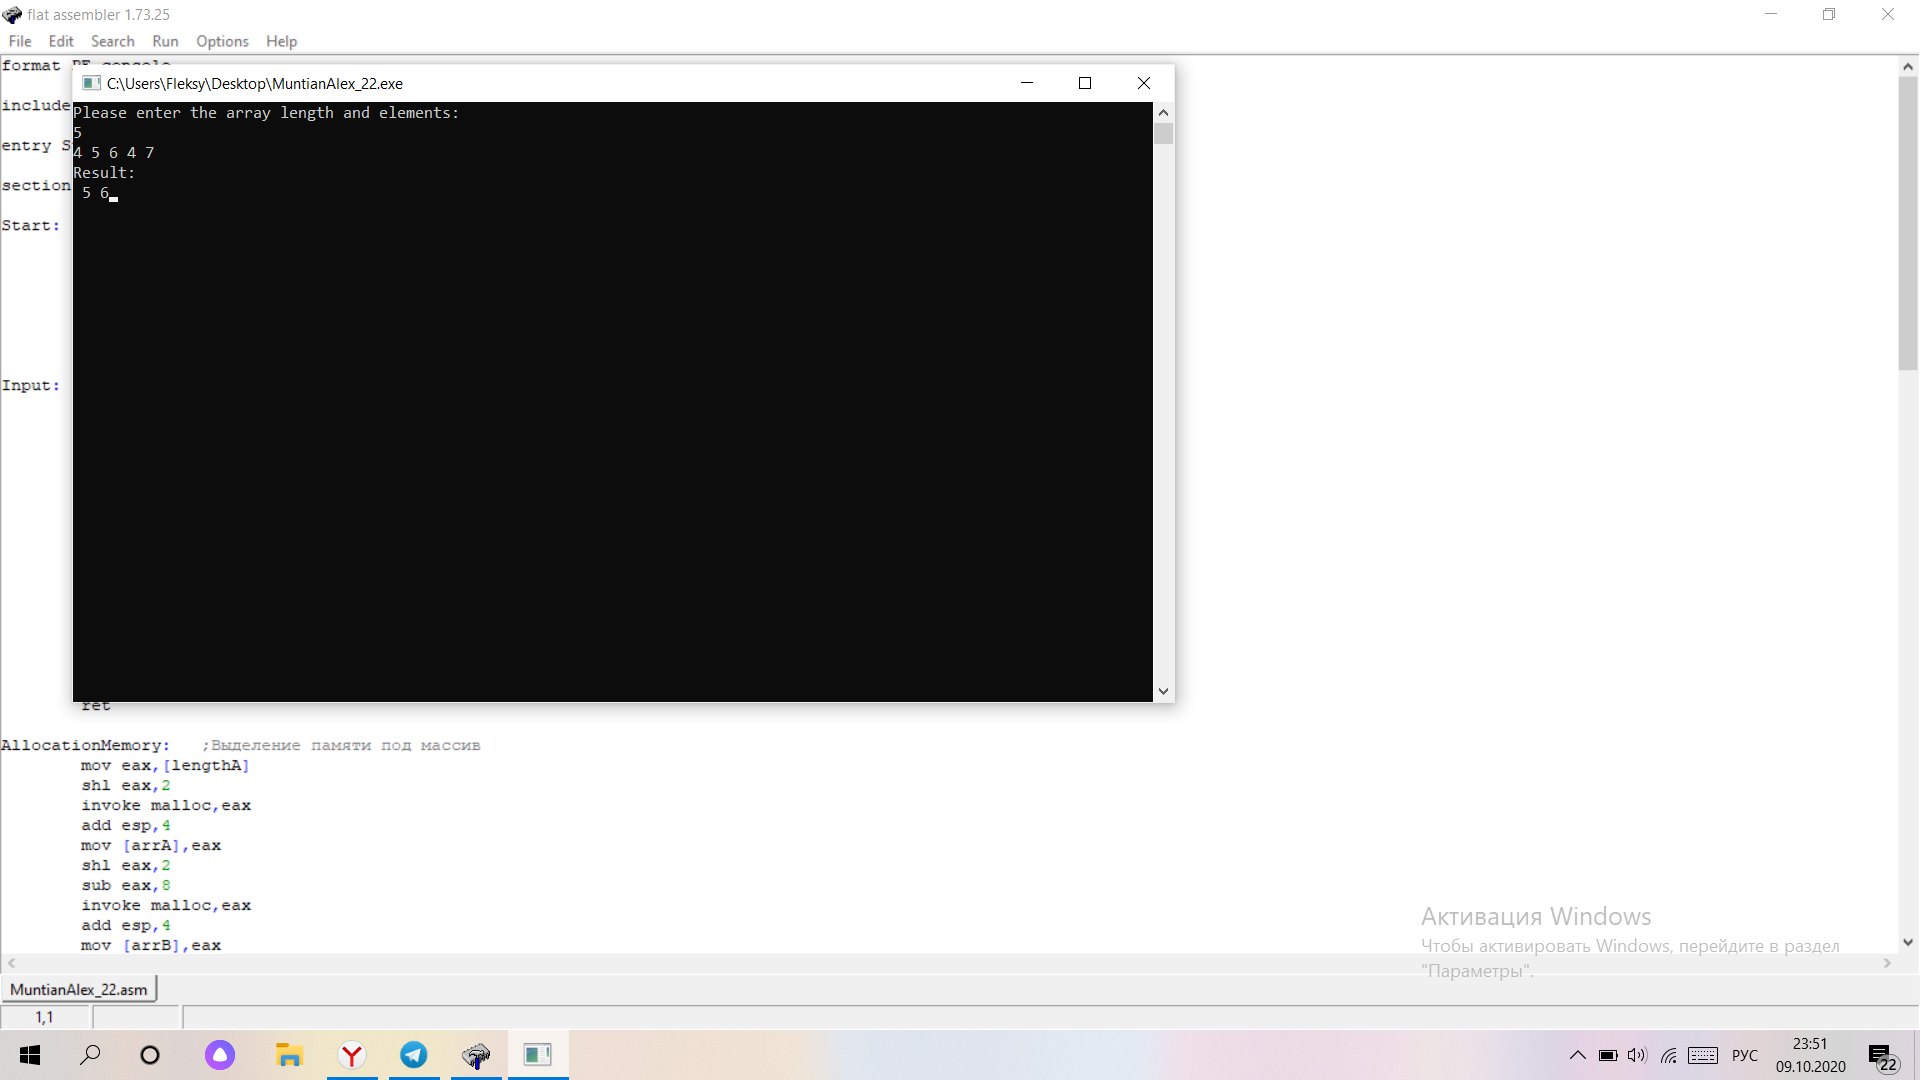 flat assembler 1.73.25
File Edit Search Run Options Help
format PE console
C:\Users\Fleksy\Desktop\MuntianAlex_22.exe
include
Please enter the array length and elements:
5
entry S
4 5 6 4 7
Result:
section
5 6
Start:
Input:
ret
AllocationMemory: ;Выделение памяти под массив
mov eax,[lengthA]
shl eax,2
invoke malloc,eax
add esp,4
mov [arrA],eax
shl eax,2
sub eax,8
invoke malloc,eax
add esp,4
mov [arrB],eax
Активация Windows
Чтобы активировать Windows, перейдите в раздел
"Параметры".
MuntianAlex_22.asm
1,1
РУС
23:51
09.10.2020
22